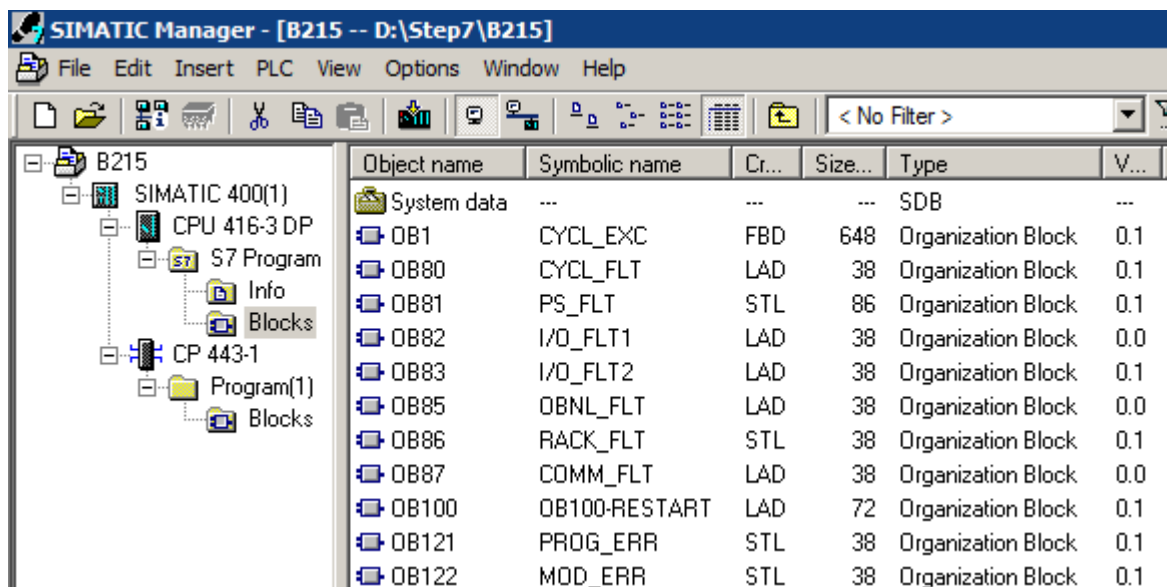 SIMATIC Manager - [B215 -- D:\Step7\B215]
File Edit Insert PLC View Options Window Help
< No Filter >
B215
SIMATIC 400(1)
CPU 416-3 DP
S7 Program
Info
Blocks
CP 443-1
Program(1)
Blocks
Object name Symbolic name Cr... Size... Type V...
System data --- --- --- SDB ---
OB1 CYCL_EXC FBD 648 Organization Block 0.1
OB80 CYCL_FLT LAD 38 Organization Block 0.1
OB81 PS_FLT STL 86 Organization Block 0.1
OB82 I/O_FLT1 LAD 38 Organization Block 0.0
OB83 I/O_FLT2 LAD 38 Organization Block 0.1
OB85 OBNL_FLT LAD 38 Organization Block 0.0
OB86 RACK_FLT STL 38 Organization Block 0.1
OB87 COMM_FLT LAD 38 Organization Block 0.0
OB100 OB100-RESTART LAD 72 Organization Block 0.1
OB121 PROG_ERR STL 38 Organization Block 0.1
OB122 MOD_ERR STL 38 Organization Block 0.1